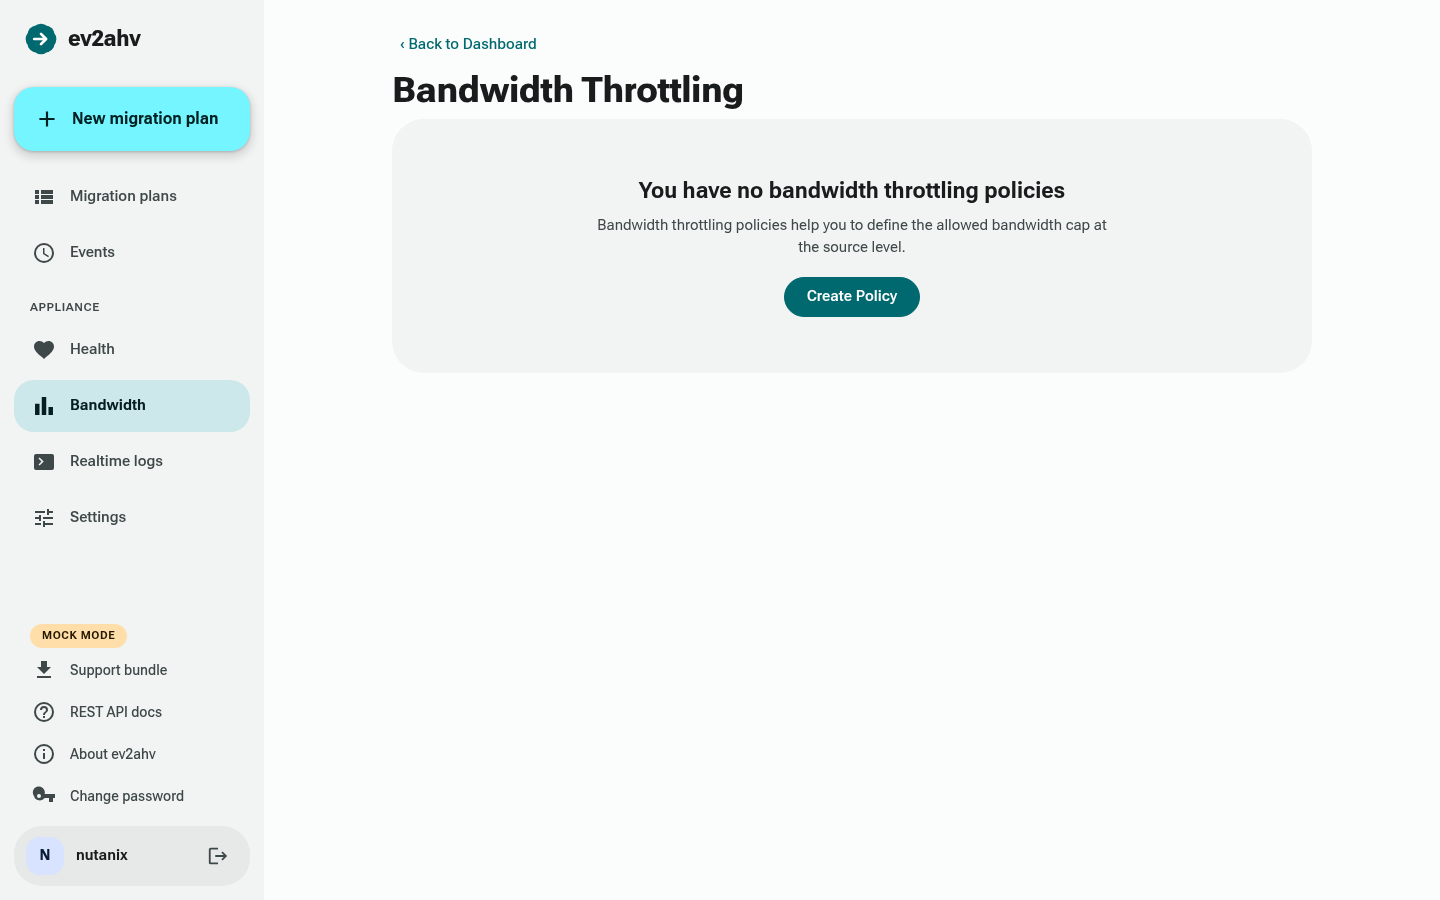 ev2ahv
New migration plan
Migration plans
Events
APPLIANCE
Health
Bandwidth
Realtime logs
Settings
MOCK MODE
Support bundle
REST API docs
About ev2ahv
Change password
N
nutanix
‹ Back to Dashboard
Bandwidth Throttling
You have no bandwidth throttling policies
Bandwidth throttling policies help you to define the allowed bandwidth cap at
the source level.
Create Policy